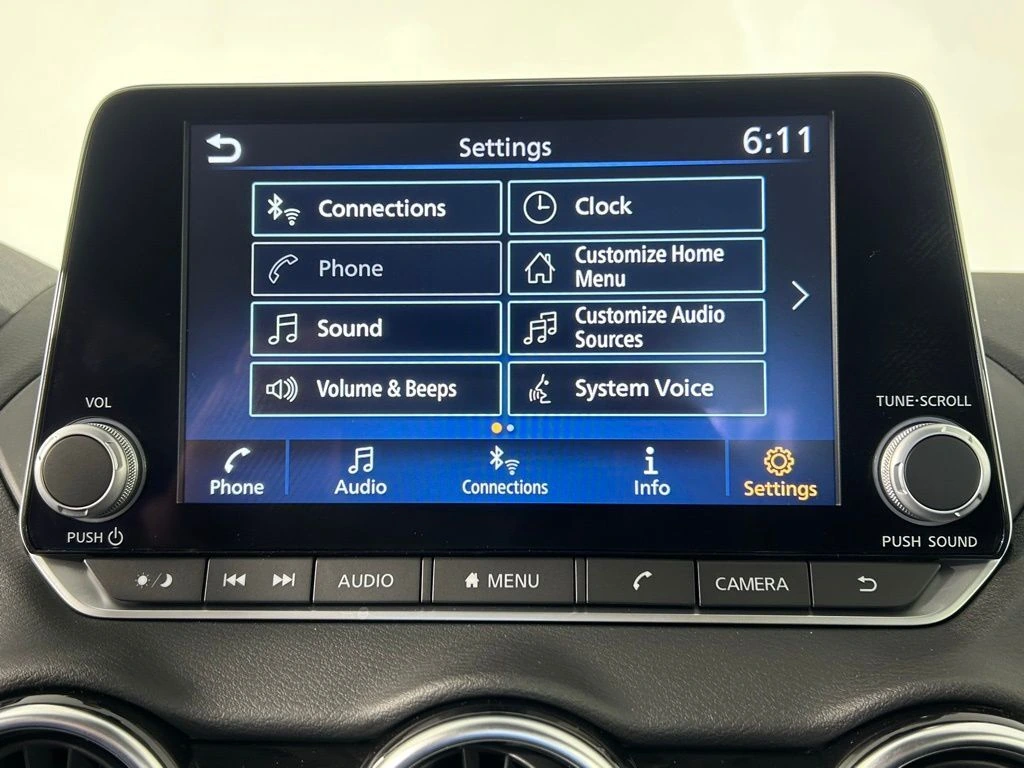 Settings
6:11
Connections
Clock
Phone
Customize Home
Menu
Sound
Customize Audio
Sources
Volume & Beeps
System Voice
VOL
TUNE·SCROLL
Phone
Audio
Connections
Info
Settings
PUSH
PUSH SOUND
AUDIO
MENU
CAMERA